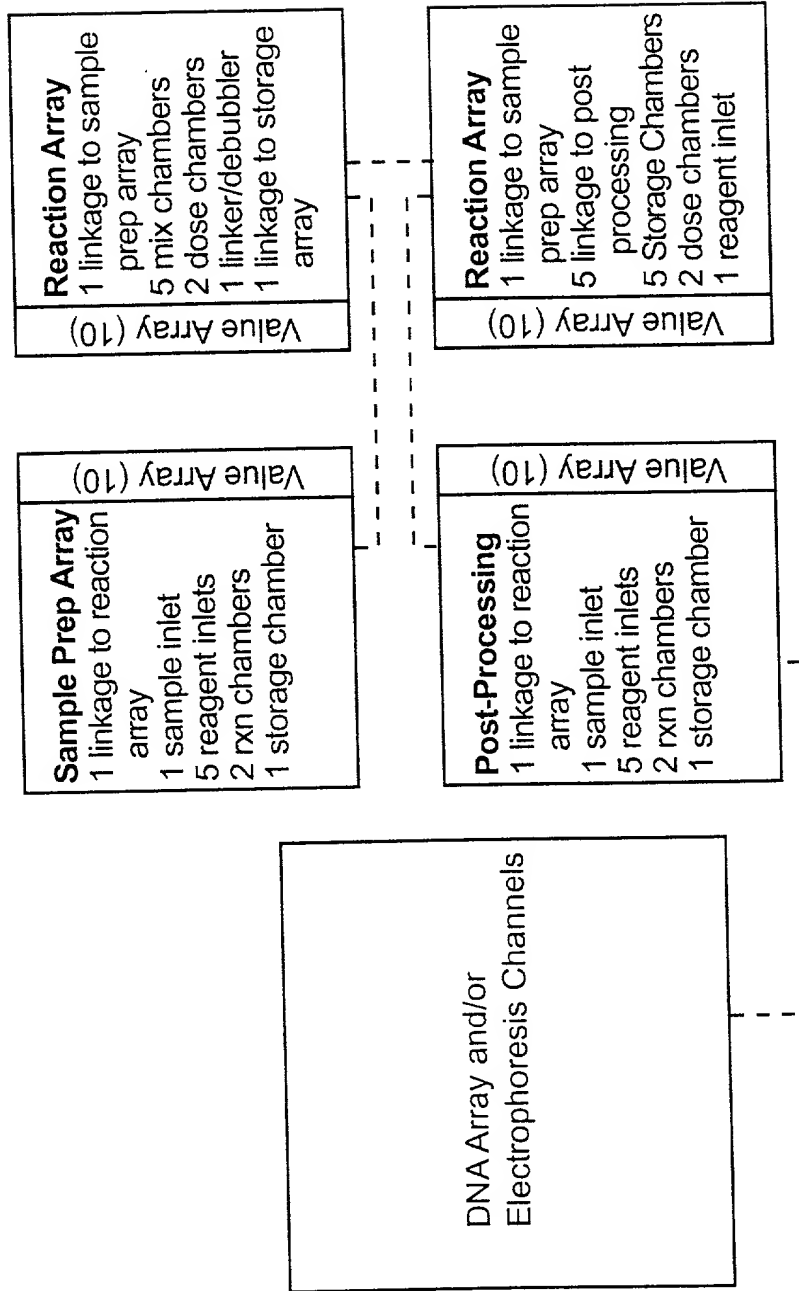 Reaction Array
1 linkage to sample
prep array
5 mix chambers
2 dose chambers
1 linker/debubbler
1 linkage to storage
array
Value Array (10)
Reaction Array
1 linkage to sample
prep array
5 linkage to post
processing
5 Storage Chambers
2 dose chambers
1 reagent inlet
Value Array (10)
Sample Prep Array
1 linkage to reaction
array
1 sample inlet
5 reagent inlets
2 rxn chambers
1 storage chamber
Value Array (10)
Post-Processing
1 linkage to reaction
array
1 sample inlet
5 reagent inlets
2 rxn chambers
1 storage chamber
Value Array (10)
DNA Array and/or
Electrophoresis Channels